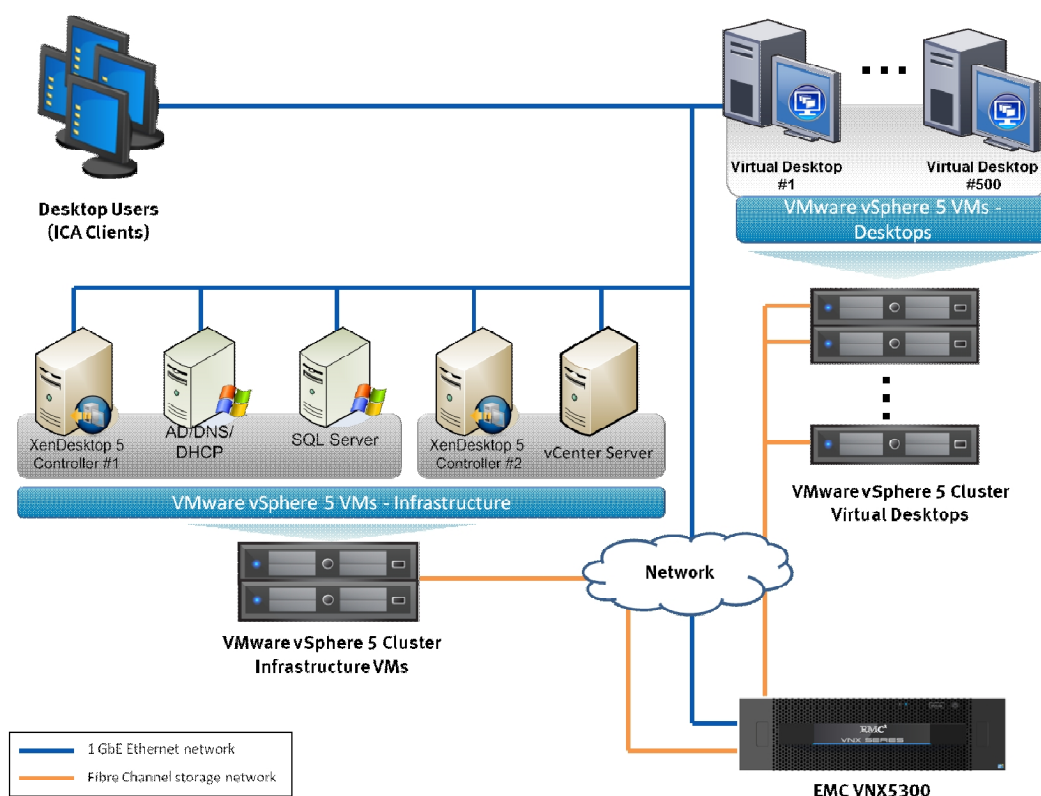 Desktop Users
(ICA Clients)
Virtual Desktop
#1
Virtual Desktop
#500
VMware vSphere 5 VMs -
Desktops
XenDesktop 5
Controller #1
AD/DNS/
DHCP
SQL Server
XenDesktop 5
Controller #2
vCenter Server
VMware vSphere 5 VMs - Infrastructure
VMware vSphere 5 Cluster
Virtual Desktops
Network
VMware vSphere 5 Cluster
Infrastructure VMs
1 GbE Ethernet network
Fibre Channel storage network
EMC²
VNX SERIES
EMC VNX5300